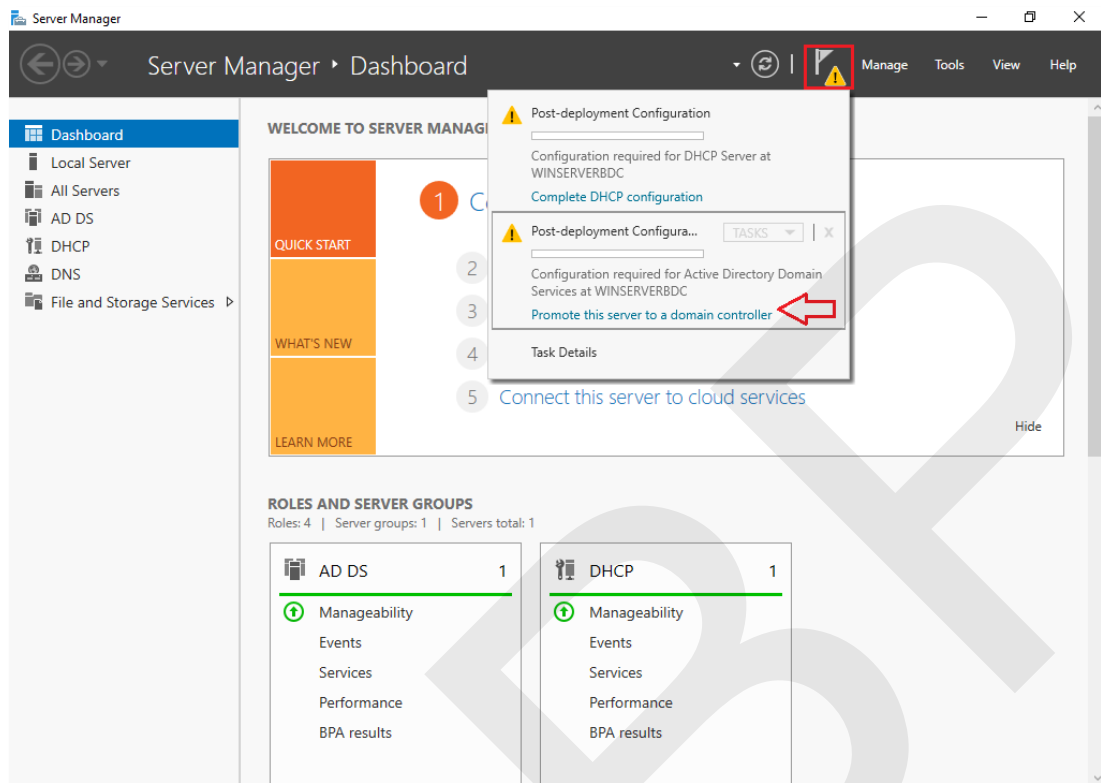 Server Manager
Server Manager • Dashboard
Manage Tools View Help
Dashboard
Local Server
All Servers
AD DS
DHCP
DNS
File and Storage Services
WELCOME TO SERVER MANAG
Post-deployment Configuration
Configuration required for DHCP Server at
WINSERVERBDC
Complete DHCP configuration
Post-deployment Configura... TASKS X
Configuration required for Active Directory Domain
Services at WINSERVERBDC
Promote this server to a domain controller
Task Details
QUICK START
WHAT'S NEW
LEARN MORE
1 Co
2
3
4
5 Connect this server to cloud services
Hide
ROLES AND SERVER GROUPS
Roles: 4 | Server groups: 1 | Servers total: 1
AD DS 1
Manageability
Events
Services
Performance
BPA results
DHCP 1
Manageability
Events
Services
Performance
BPA results
BP